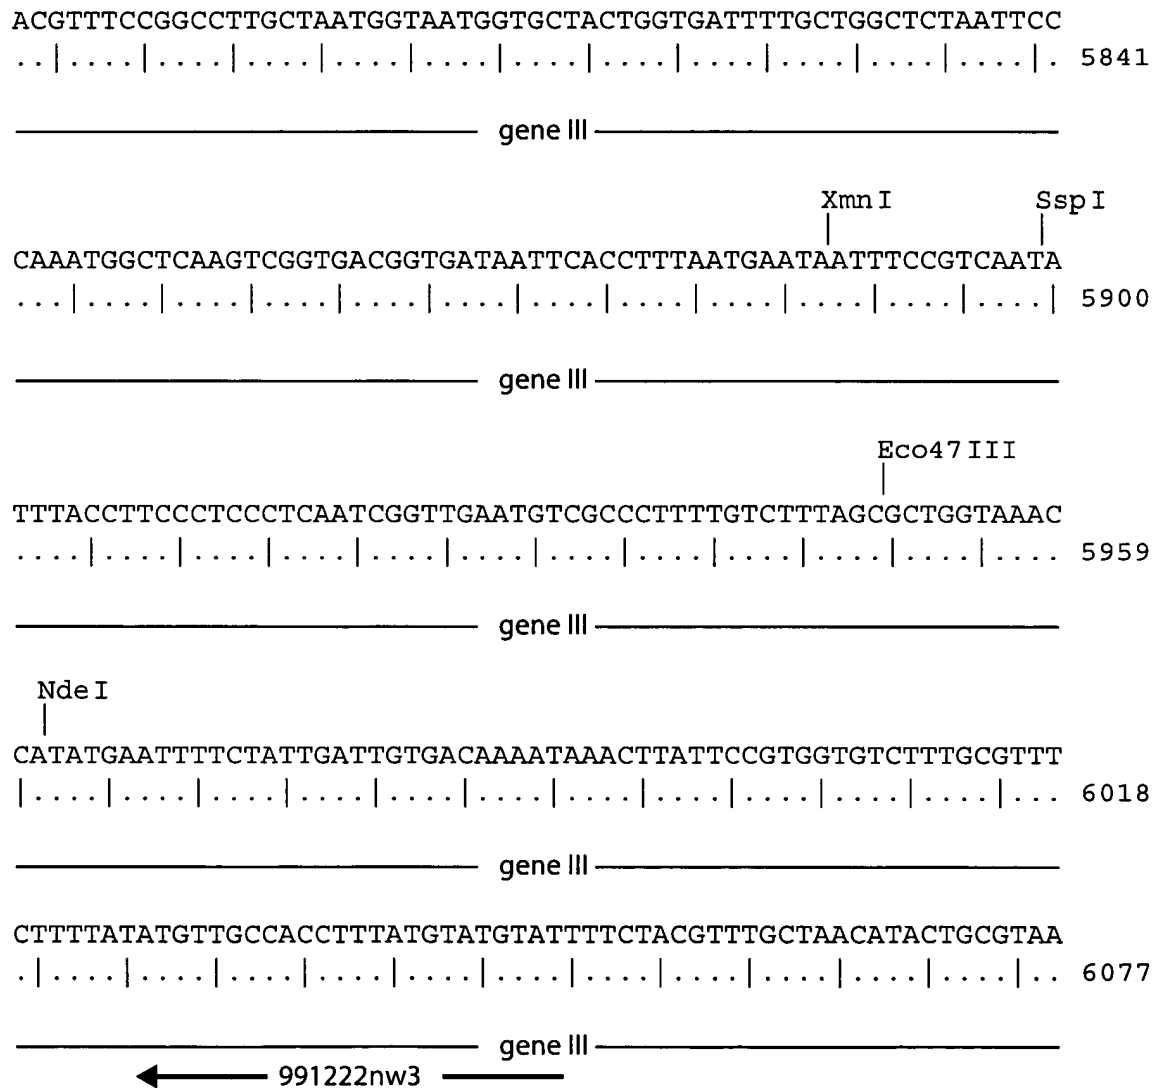 ACGTTTCCGGCCTTGCTAATGGTAATGGTGCTACTGGTGATTTTGCTGGCTCTAATTCC
..|....|....|....|....|....|....|....|....|....|....|....|. 5841
gene III
XmnI SspI
CAAATGGCTCAAGTCGGTGACGGTGATAATTCACCTTTAATGAATAATTTCCGTCAATA
...|....|....|....|....|....|....|....|....|....|....|....| 5900
gene III
Eco47III
TTTACCTTCCCTCCCTCAATCGGTTGAATGTCGCCCTTTTGTCTTTAGCGCTGGTAAAC
....|....|....|....|....|....|....|....|....|....|....|.... 5959
gene III
NdeI
CATATGAATTTTCTATTGATTGTGACAAAATAAACTTATTCCGTGGTGTCTTTGCGTTT
|....|....|....|....|....|....|....|....|....|....|....|... 6018
gene III
CTTTTATATGTTGCCACCTTTATGTATGTATTTTCTACGTTTGCTAACATACTGCGTAA
.|....|....|....|....|....|....|....|....|....|....|....|.. 6077
gene III
991222nw3